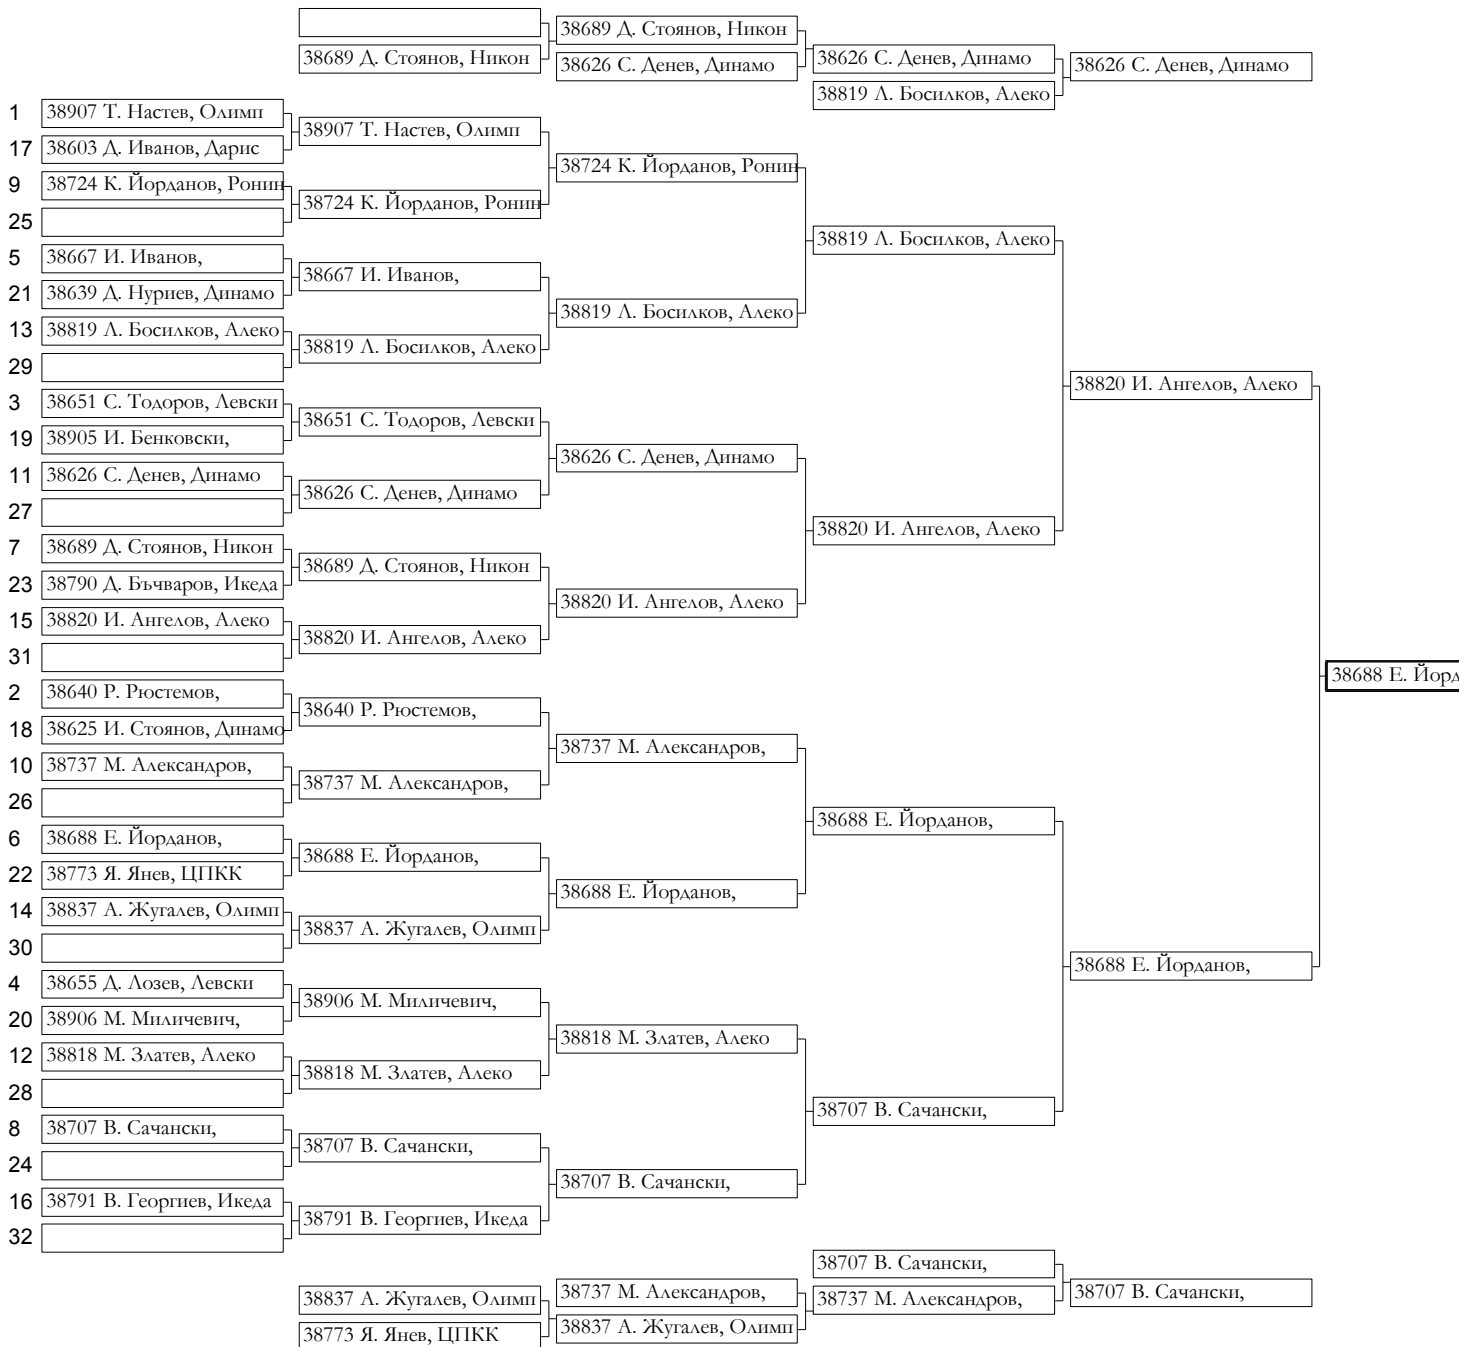 38689 Д. Стоянов, Никон
38689 Д. Стоянов, Никон
38626 С. Денев, Динамо
38626 С. Денев, Динамо
38626 С. Денев, Динамо
38819 Л. Босилков, Алеко
1 38907 Т. Настев, Олимп
38907 Т. Настев, Олимп
17 38603 Д. Иванов, Дарис
38724 К. Йорданов, Ронин
9 38724 К. Йорданов, Ронин
38724 К. Йорданов, Ронин
25
38819 Л. Босилков, Алеко
5 38667 И. Иванов,
38667 И. Иванов,
21 38639 Д. Нуриев, Динамо
38819 Л. Босилков, Алеко
13 38819 Л. Босилков, Алеко
38819 Л. Босилков, Алеко
29
38820 И. Ангелов, Алеко
3 38651 С. Тодоров, Левски
38651 С. Тодоров, Левски
19 38905 И. Бенковски,
38626 С. Денев, Динамо
11 38626 С. Денев, Динамо
38626 С. Денев, Динамо
27
38820 И. Ангелов, Алеко
7 38689 Д. Стоянов, Никон
38689 Д. Стоянов, Никон
23 38790 Д. Бъчваров, Икеда
38820 И. Ангелов, Алеко
15 38820 И. Ангелов, Алеко
38820 И. Ангелов, Алеко
31
38688 Е. Йорд
2 38640 Р. Рюстемов,
38640 Р. Рюстемов,
18 38625 И. Стоянов, Динамо
38737 М. Александров,
10 38737 М. Александров,
38737 М. Александров,
26
38688 Е. Йорданов,
6 38688 Е. Йорданов,
38688 Е. Йорданов,
22 38773 Я. Янев, ЦПКК
38688 Е. Йорданов,
14 38837 А. Жугалев, Олимп
38837 А. Жугалев, Олимп
30
38688 Е. Йорданов,
4 38655 Д. Лозев, Левски
38906 М. Миличевич,
20 38906 М. Миличевич,
38818 М. Златев, Алеко
12 38818 М. Златев, Алеко
38818 М. Златев, Алеко
28
38707 В. Сачански,
8 38707 В. Сачански,
38707 В. Сачански,
24
38707 В. Сачански,
16 38791 В. Георгиев, Икеда
38791 В. Георгиев, Икеда
32
38707 В. Сачански,
38707 В. Сачански,
38737 М. Александров,
38837 А. Жугалев, Олимп
38737 М. Александров,
38837 А. Жугалев, Олимп
38773 Я. Янев, ЦПКК